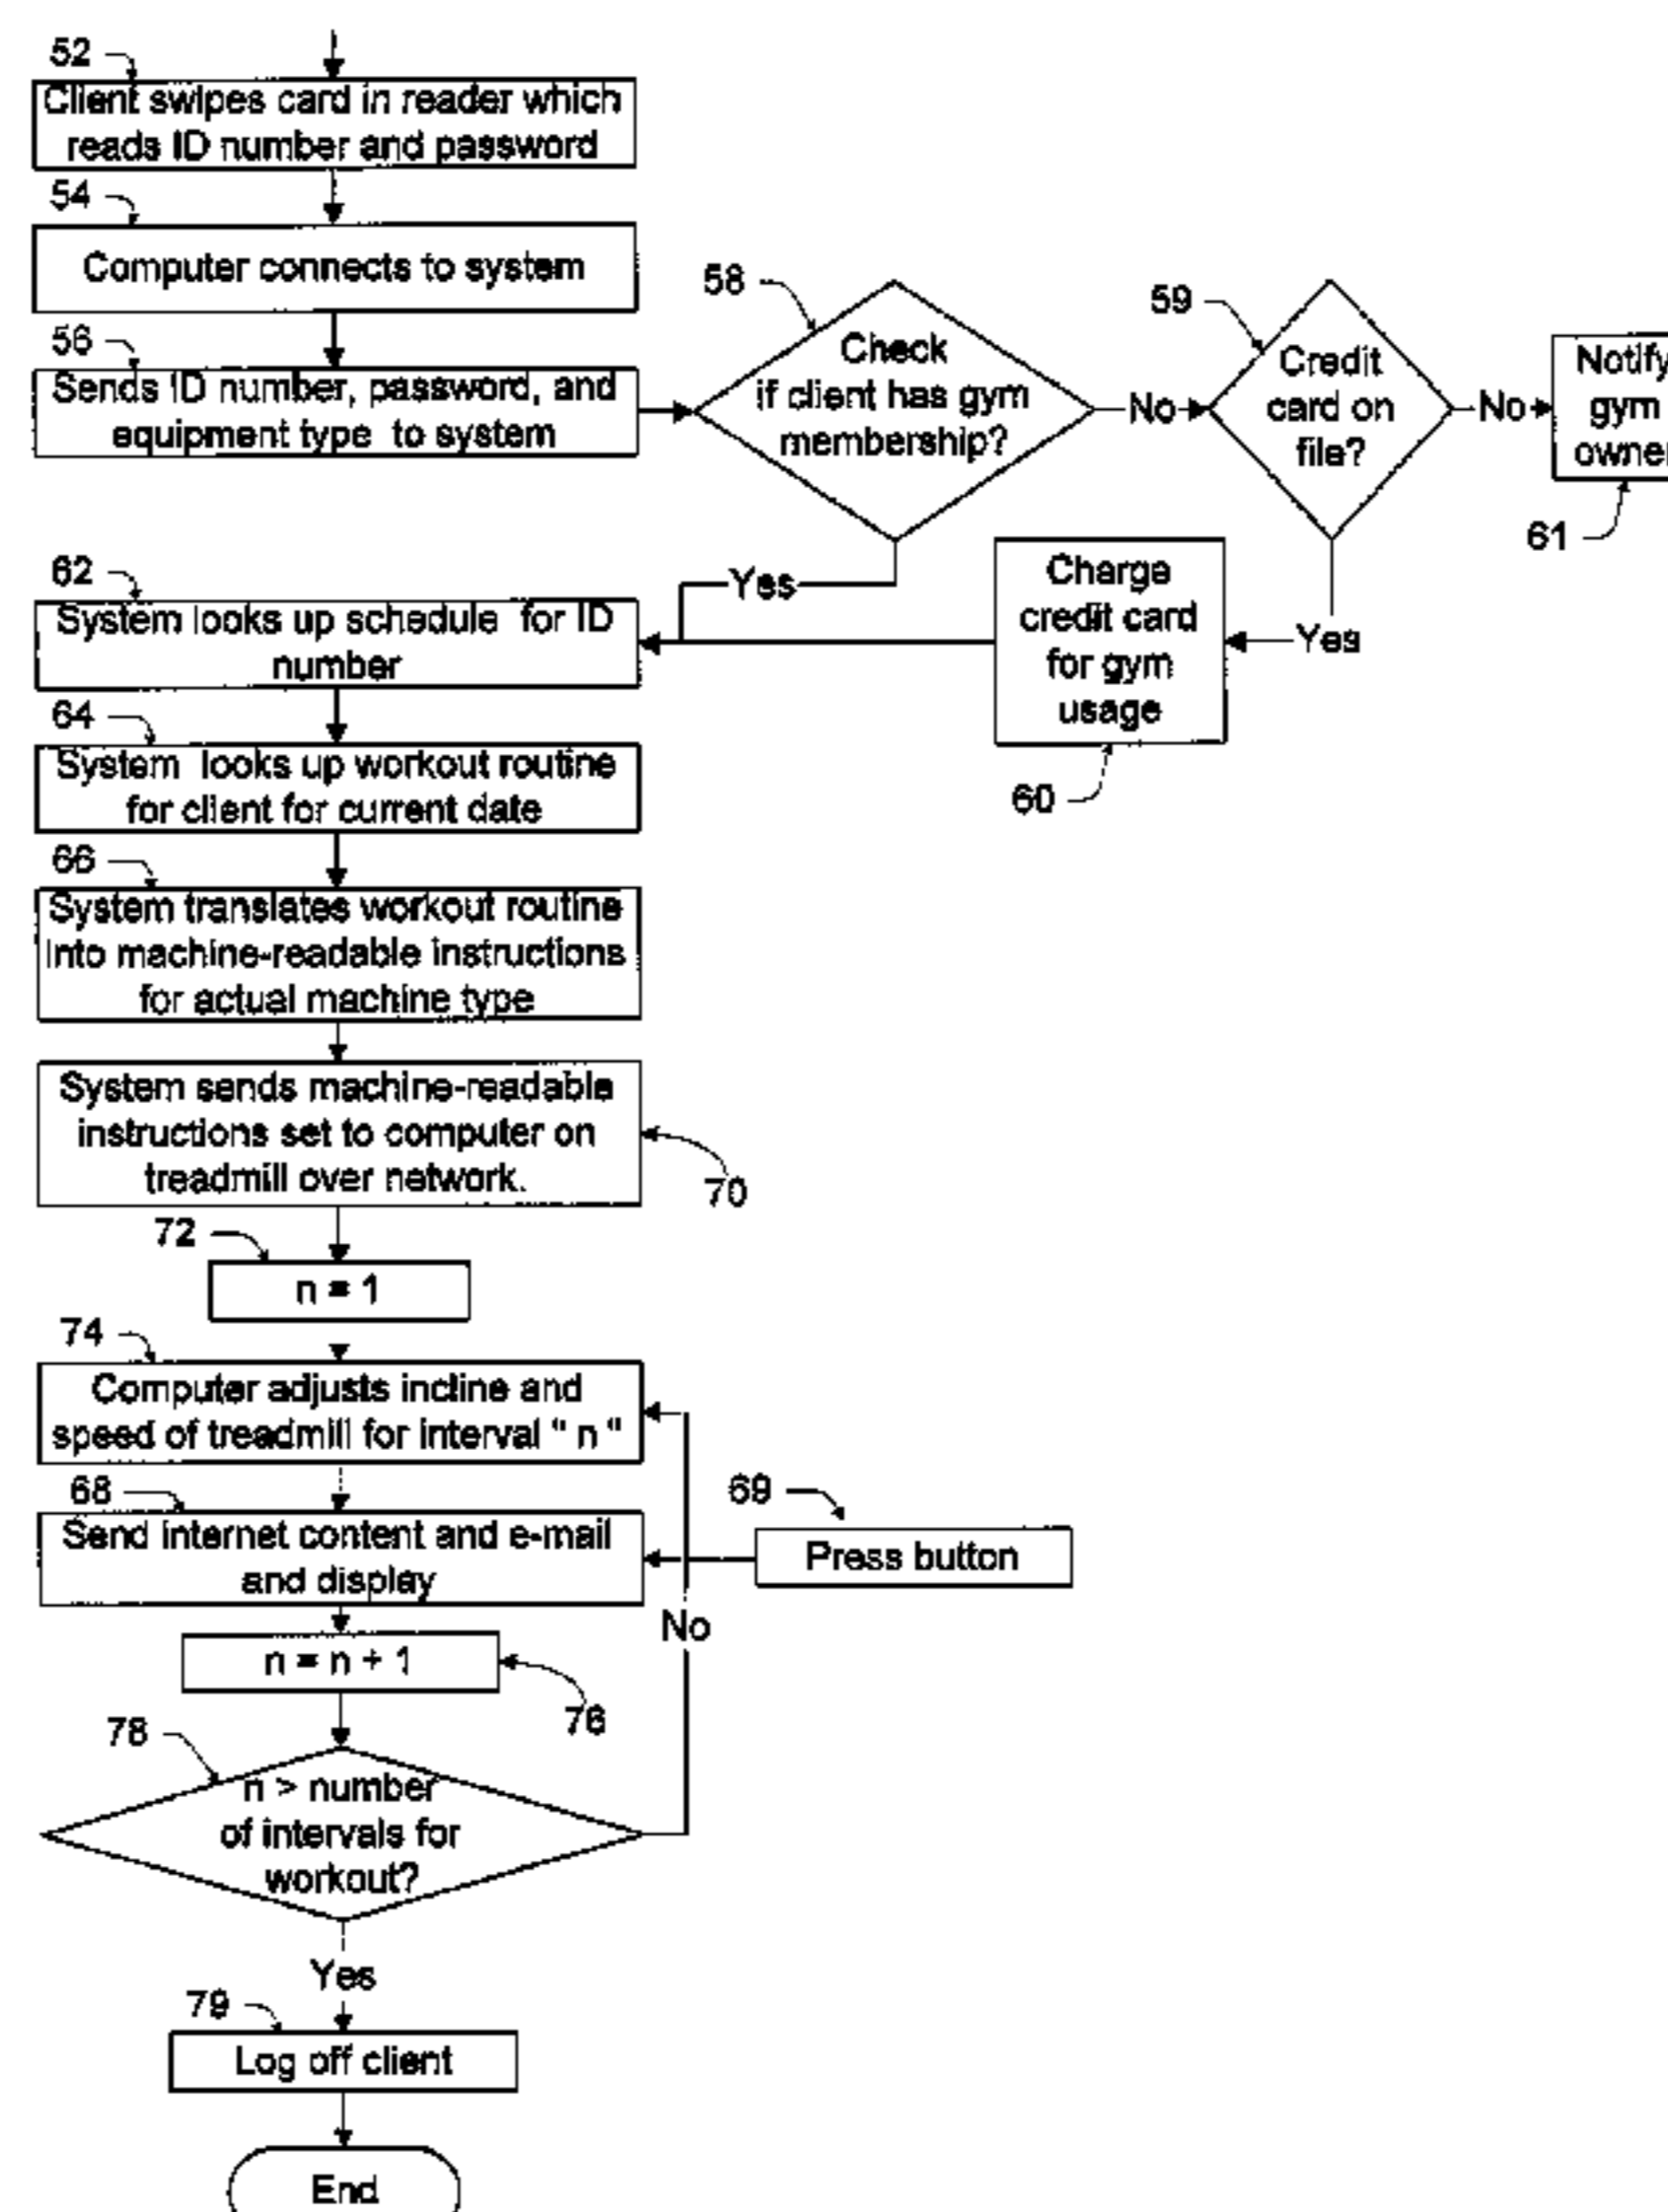 52
Client swipes card in reader which
reads ID number and password
54
Computer connects to system
56
Sends ID number, password, and
equipment type to system
58
Check
if client has gym
membership?
No
59
Credit
card on
file?
No
Notify
gym
owner
61
Yes
Yes
Charge
credit card
for gym
usage
60
62
System looks up schedule for ID
number
64
System looks up workout routine
for client for current date
66
System translates workout routine
into machine-readable instructions
for actual machine type
System sends machine-readable
instructions set to computer on
treadmill over network.
70
72
n = 1
74
Computer adjusts incline and
speed of treadmill for interval " n "
68
Send internet content and e-mail
and display
69
Press button
No
n = n + 1
76
78
n > number
of intervals for
workout?
Yes
79
Log off client
End